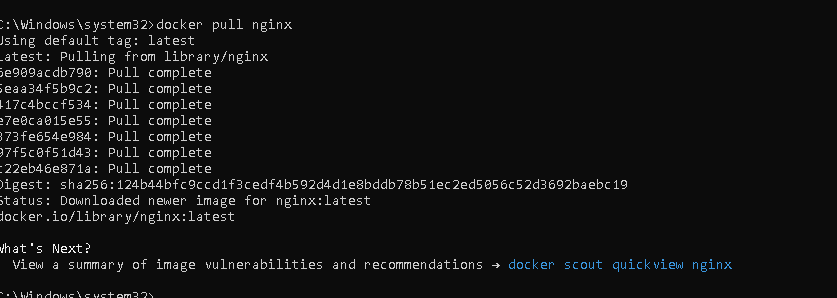 C:\Windows\system32>docker pull nginx
Using default tag: latest
latest: Pulling from library/nginx
6e909acdb790: Pull complete
5eaa34f5b9c2: Pull complete
417c4bccf534: Pull complete
e7e0ca015e55: Pull complete
373fe654e984: Pull complete
97f5c0f51d43: Pull complete
c22eb46e871a: Pull complete
Digest: sha256:124b44bfc9ccd1f3cedf4b592d4d1e8bddb78b51ec2ed5056c52d3692baebc19
Status: Downloaded newer image for nginx:latest
docker.io/library/nginx:latest
What's Next?
View a summary of image vulnerabilities and recommendations → docker scout quickview nginx
C:\Windows\system32>